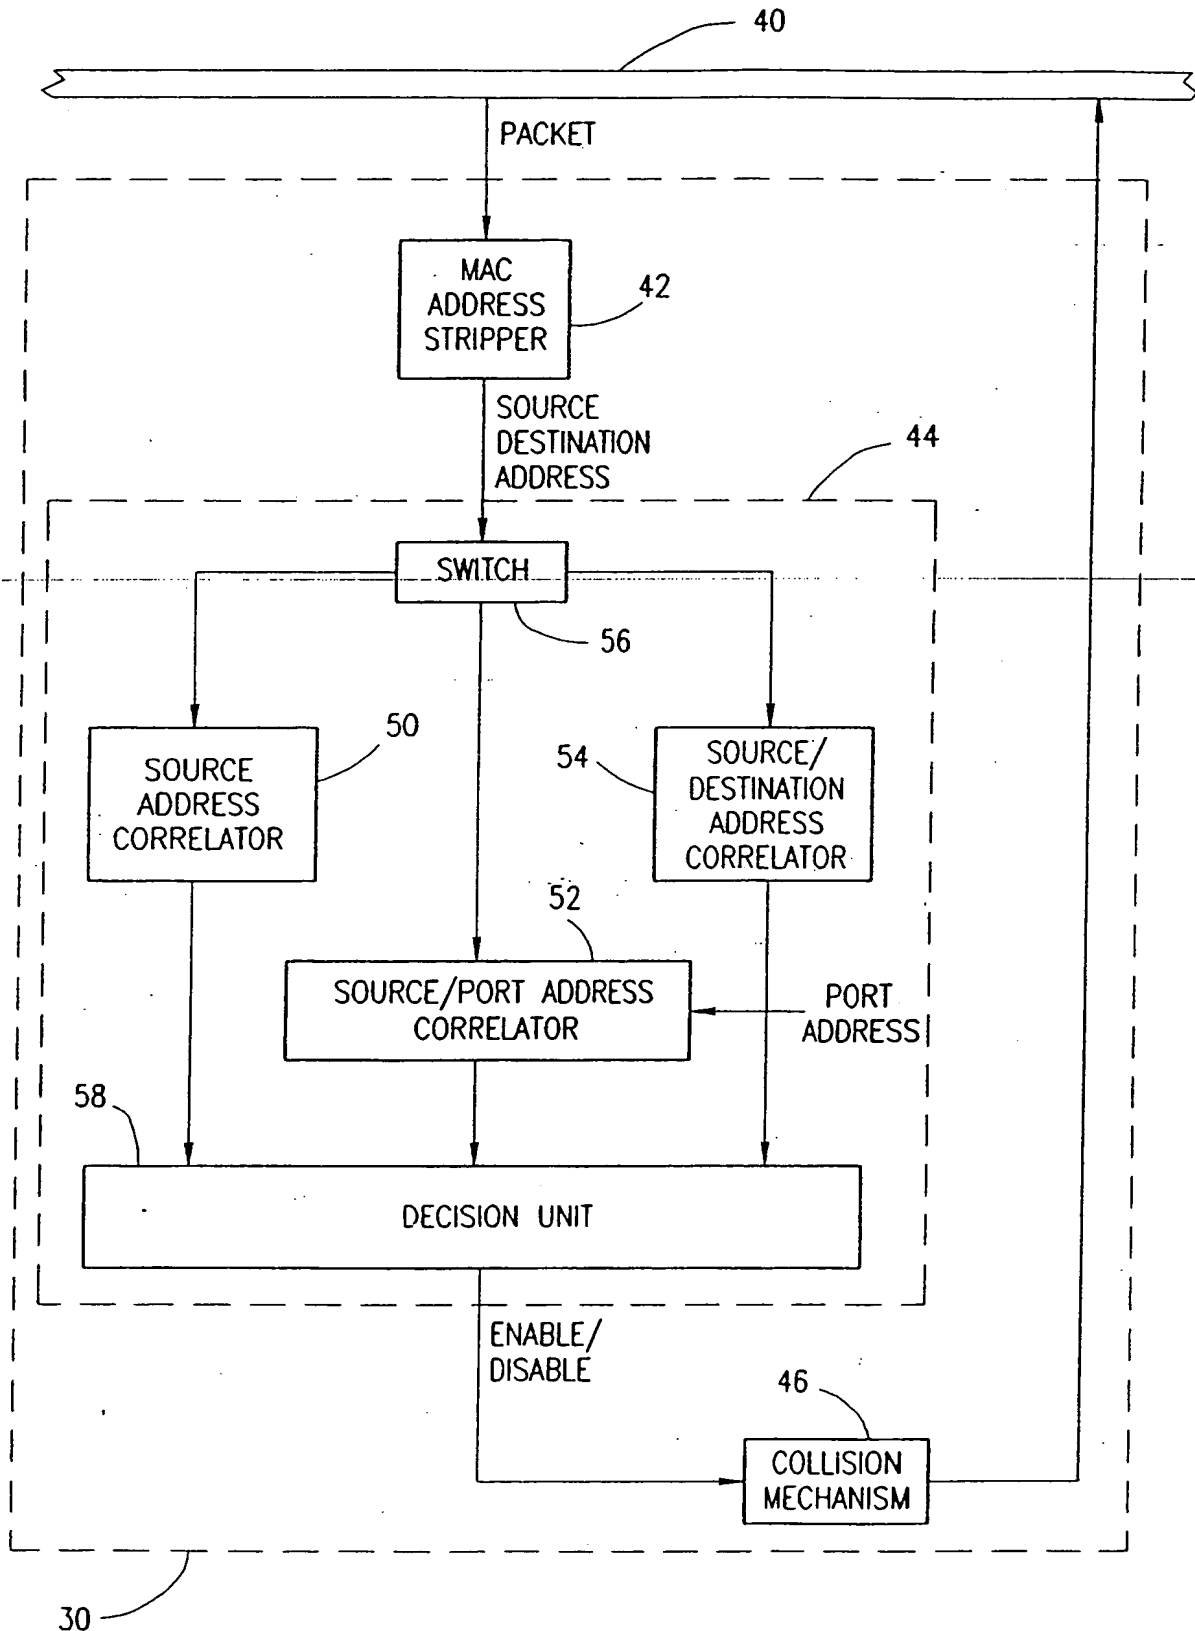 40
PACKET
MAC
ADDRESS
STRIPPER
42
SOURCE
DESTINATION
ADDRESS
44
SWITCH
56
50
SOURCE
ADDRESS
CORRELATOR
54
SOURCE/
DESTINATION
ADDRESS
CORRELATOR
52
SOURCE/PORT ADDRESS
CORRELATOR
PORT
ADDRESS
58
DECISION UNIT
ENABLE/
DISABLE
46
COLLISION
MECHANISM
30